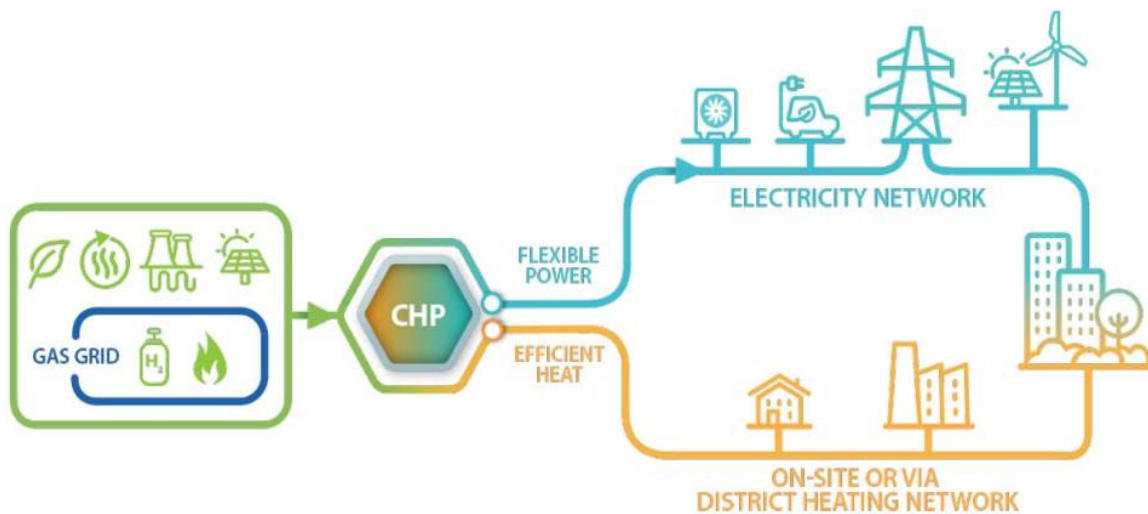 GAS GRID
H₂
CHP
FLEXIBLE
POWER
EFFICIENT
HEAT
ELECTRICITY NETWORK
ON-SITE OR VIA
DISTRICT HEATING NETWORK